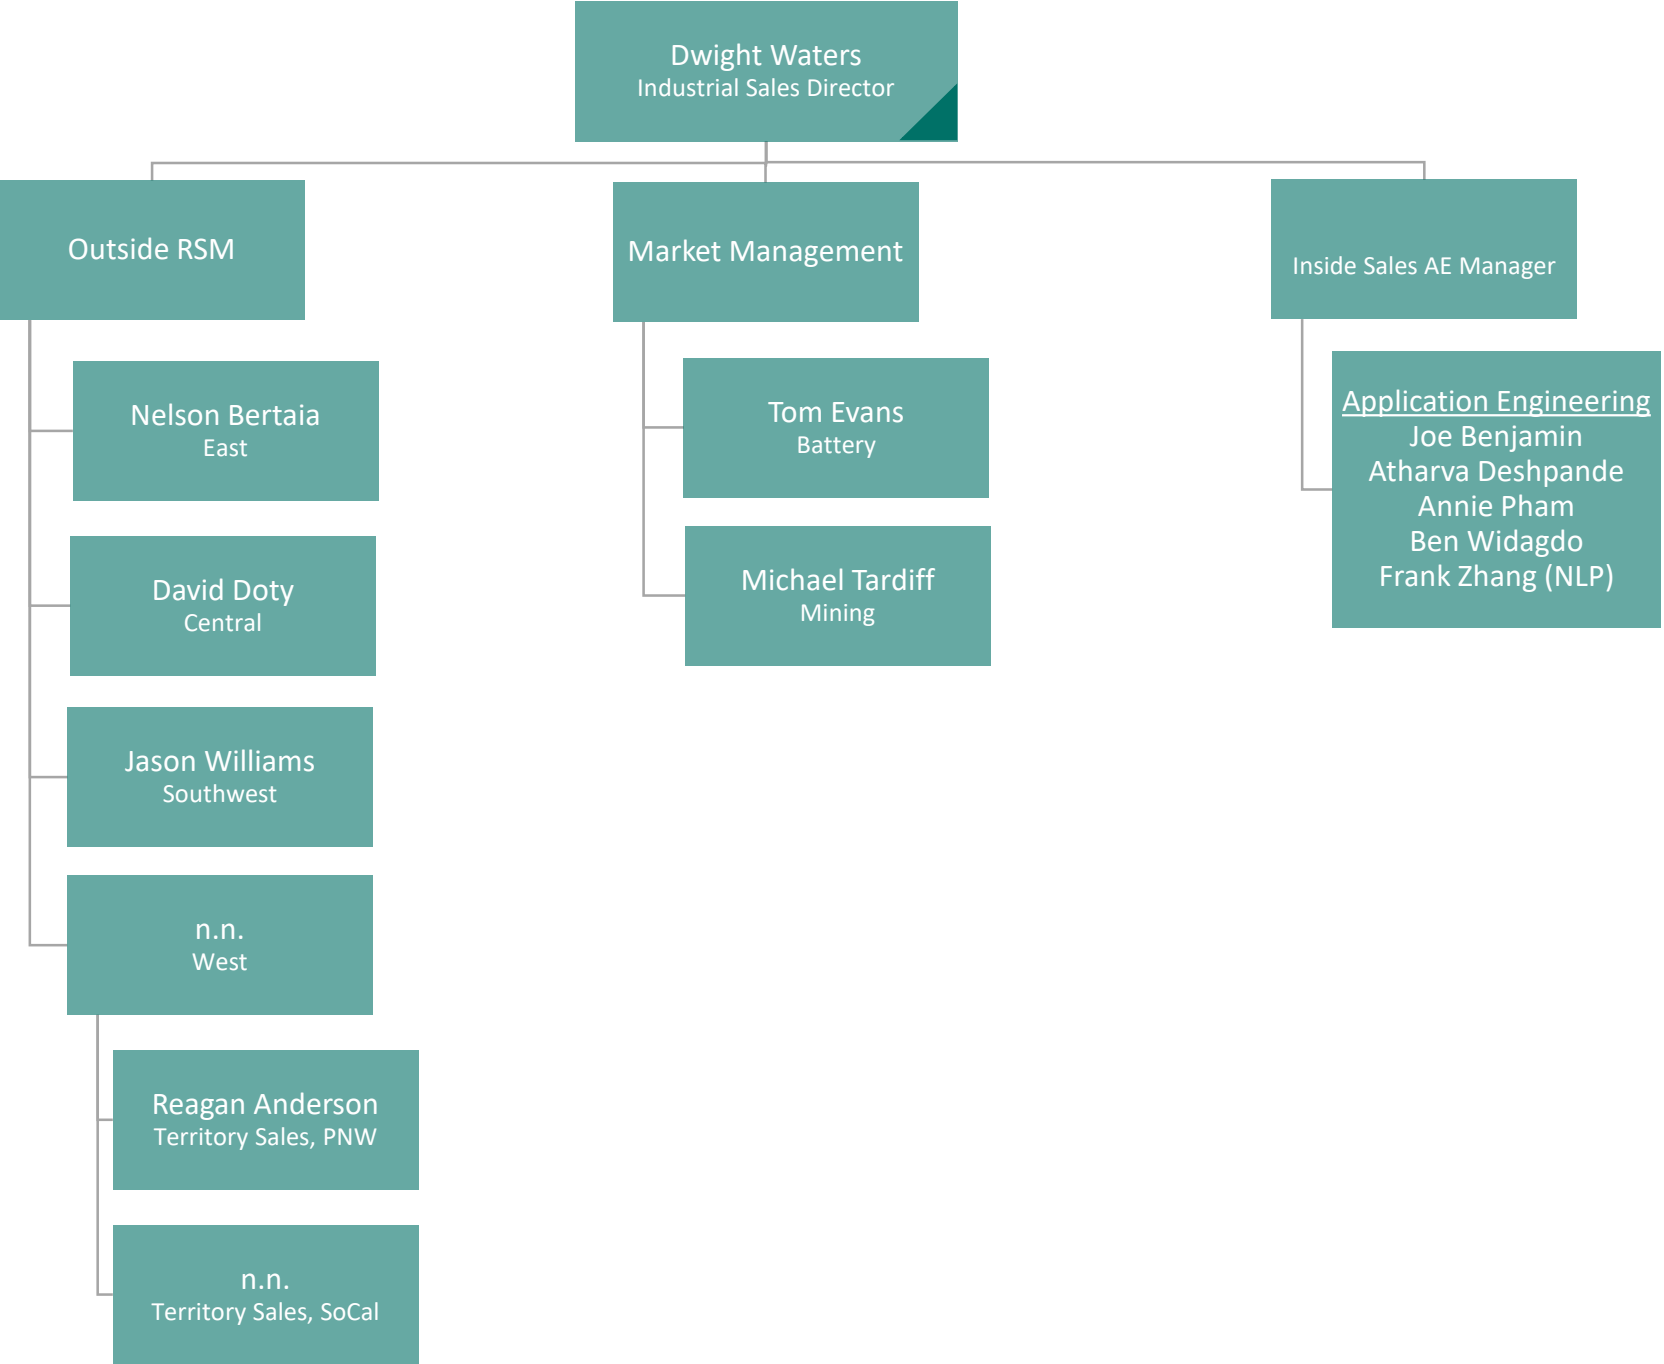 Dwight Waters
Industrial Sales Director
Outside RSM
Nelson Bertaia
East
David Doty
Central
Jason Williams
Southwest
n.n.
West
Reagan Anderson
Territory Sales, PNW
n.n.
Territory Sales, SoCal
Market Management
Tom Evans
Battery
Michael Tardiff
Mining
Inside Sales AE Manager
Application Engineering
Joe Benjamin
Atharva Deshpande
Annie Pham
Ben Widagdo
Frank Zhang (NLP)